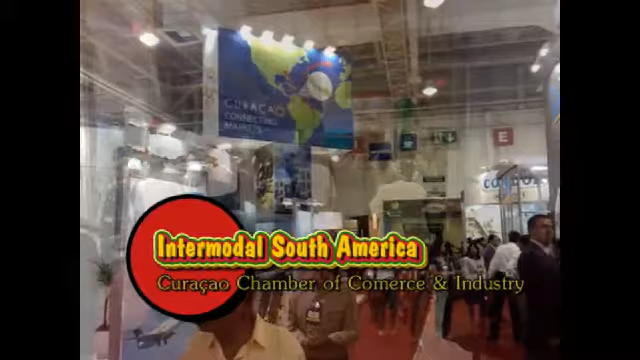 CURAÇAO
CONNECTING
MARKETS
E
Intermodal South America
Curaçao Chamber of Comerce & Industry